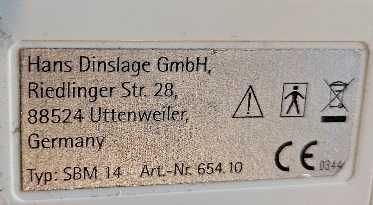 Hans Dinslage GmbH,
Riedlinger Str. 28,
88524 Uttenweiler,
Germany
Typ: SBM 14 Art.-Nr. 654.10
CE 0344